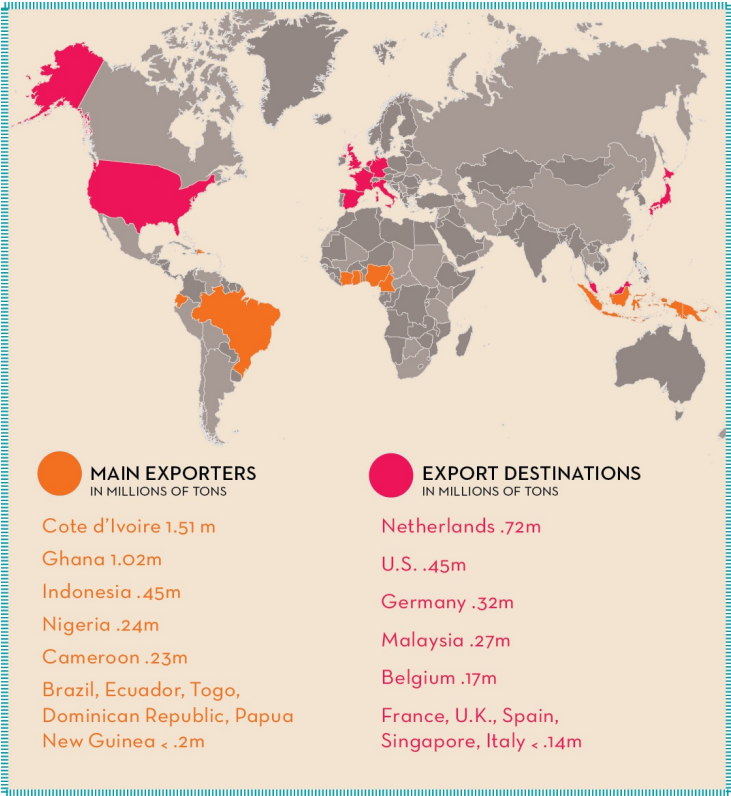 MAIN EXPORTERS
IN MILLIONS OF TONS
Cote d'Ivoire 1.51 m
Ghana 1.02m
Indonesia .45m
Nigeria .24m
Cameroon .23m
Brazil, Ecuador, Togo,
Dominican Republic, Papua
New Guinea < .2m
EXPORT DESTINATIONS
IN MILLIONS OF TONS
Netherlands .72m
U.S. .45m
Germany .32m
Malaysia .27m
Belgium .17m
France, U.K., Spain,
Singapore, Italy < .14m